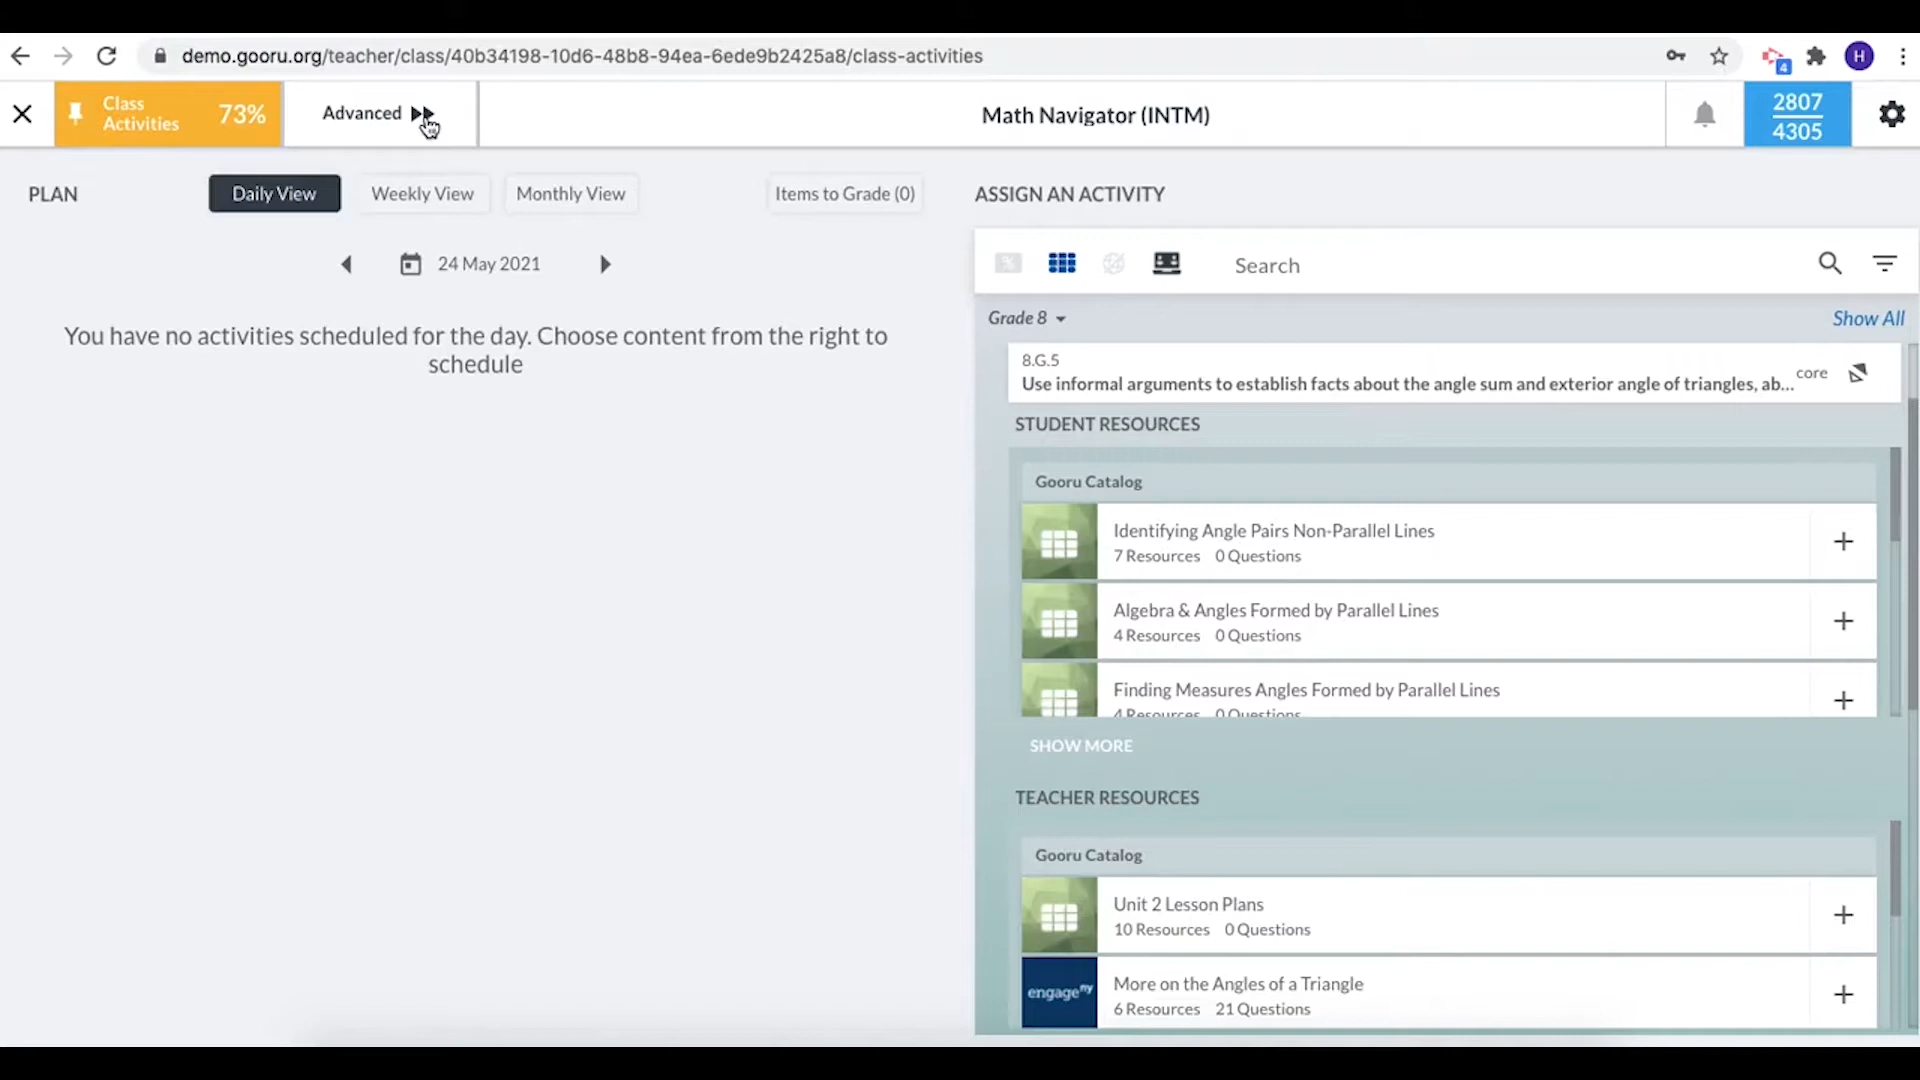 demo.gooru.org/teacher/class/40b34198-10d6-48b8-94ea-6ede9b2425a8/class-activities
4
H
Class
Activities
73%
Advanced
Math Navigator (INTM)
2807
4305
PLAN
Daily View
Weekly View
Monthly View
Items to Grade (0)
24 May 2021
You have no activities scheduled for the day. Choose content from the right to
schedule
ASSIGN AN ACTIVITY
%
Search
Grade 8
Show All
8.G.5
Use informal arguments to establish facts about the angle sum and exterior angle of triangles, ab...
core
STUDENT RESOURCES
Gooru Catalog
Identifying Angle Pairs Non-Parallel Lines
7 Resources 0 Questions
Algebra & Angles Formed by Parallel Lines
4 Resources 0 Questions
Finding Measures Angles Formed by Parallel Lines
4 Resources 0 Questions
SHOW MORE
TEACHER RESOURCES
Gooru Catalog
Unit 2 Lesson Plans
10 Resources 0 Questions
engageny
More on the Angles of a Triangle
6 Resources 21 Questions